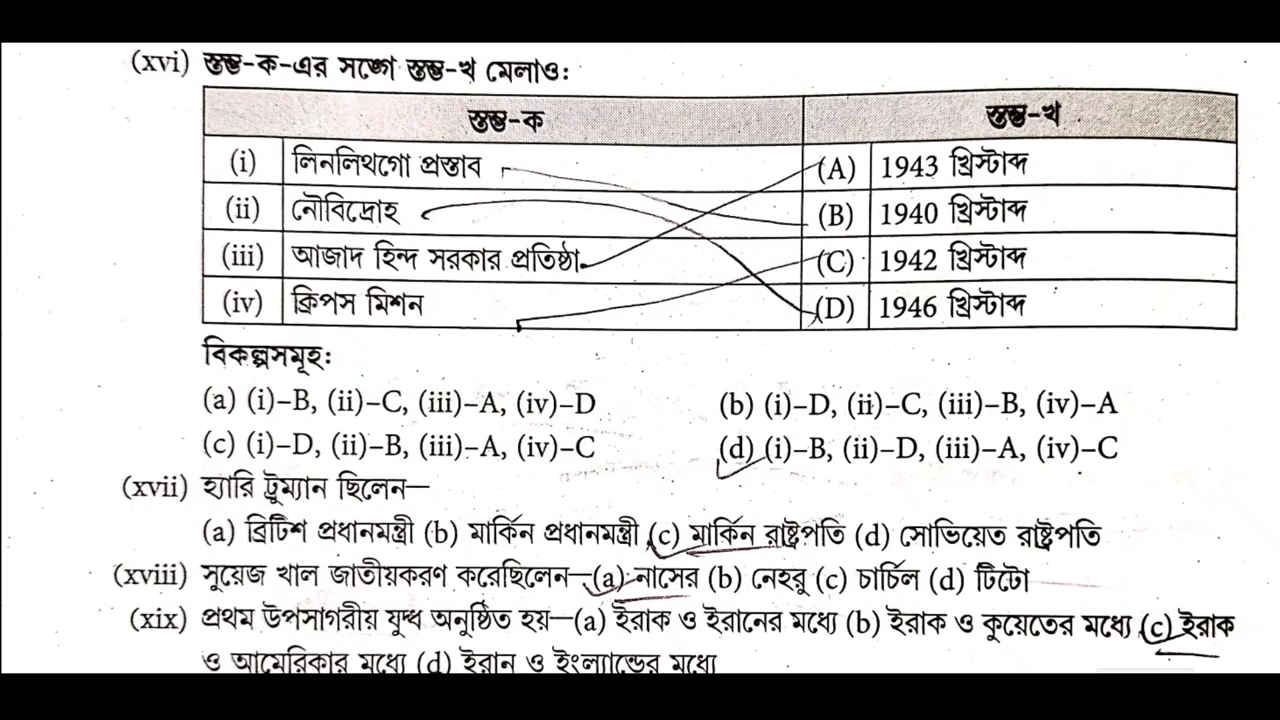 (xvi) স্তম্ভ-ক-এর সঙ্গে স্তম্ভ-খ মেলাও:
স্তম্ভ-ক স্তম্ভ-খ
(i) লিনলিথগো প্রস্তাব (A) 1943 খ্রিস্টাব্দ
(ii) নৌবিদ্রোহ (B) 1940 খ্রিস্টাব্দ
(iii) আজাদ হিন্দ সরকার প্রতিষ্ঠা (C) 1942 খ্রিস্টাব্দ
(iv) ক্রিপস মিশন (D) 1946 খ্রিস্টাব্দ
বিকল্পসমূহ:
(a) (i)–B, (ii)–C, (iii)–A, (iv)–D (b) (i)–D, (ii)–C, (iii)–B, (iv)–A
(c) (i)–D, (ii)–B, (iii)–A, (iv)–C (d) (i)–B, (ii)–D, (iii)–A, (iv)–C
(xvii) হ্যারি ট্রুম্যান ছিলেন—
(a) ব্রিটিশ প্রধানমন্ত্রী (b) মার্কিন প্রধানমন্ত্রী (c) মার্কিন রাষ্ট্রপতি (d) সোভিয়েত রাষ্ট্রপতি
(xviii) সুয়েজ খাল জাতীয়করণ করেছিলেন—(a) নাসের (b) নেহরু (c) চার্চিল (d) টিটো
(xix) প্রথম উপসাগরীয় যুদ্ধ অনুষ্ঠিত হয়—(a) ইরাক ও ইরানের মধ্যে (b) ইরাক ও কুয়েতের মধ্যে (c) ইরাক
ও আমেরিকার মধ্যে (d) ইরান ও ইংল্যান্ডের মধ্যে